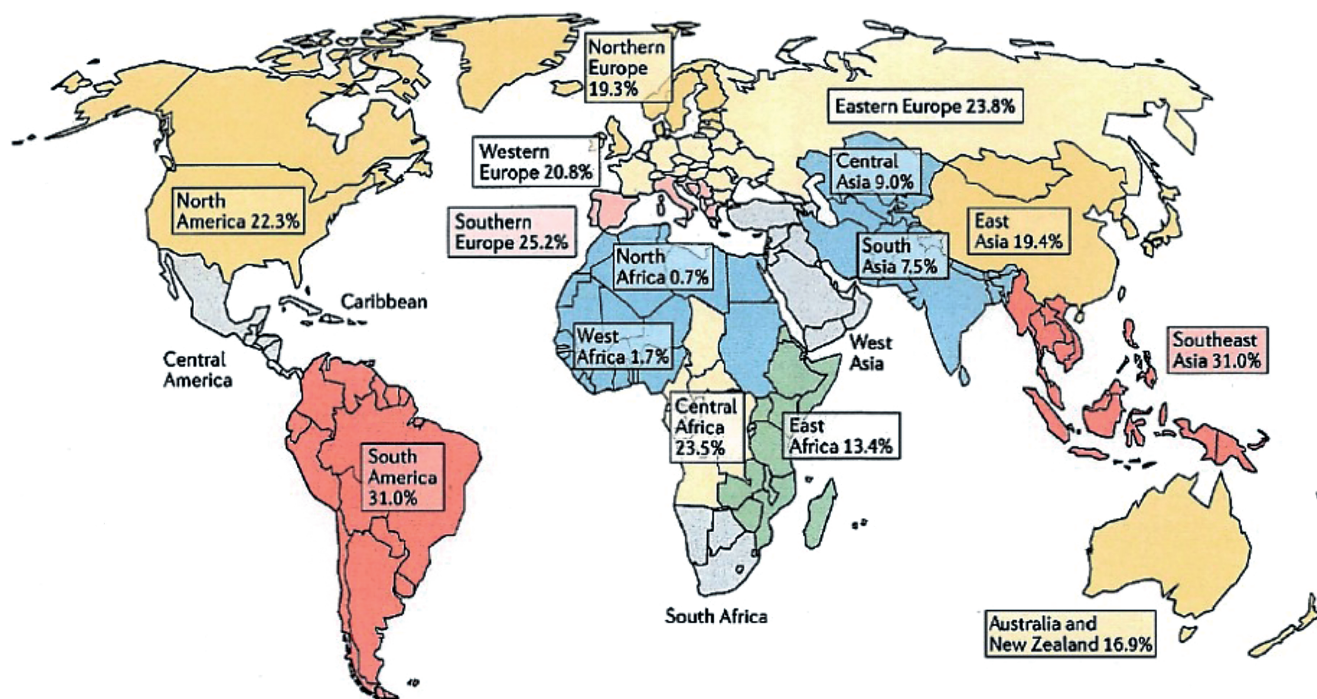 Northern
Europe
19.3%
Eastern Europe 23.8%
Western
Europe 20.8%
Central
Asia 9.0%
North
America 22.3%
Southern
Europe 25.2%
East
Asia 19.4%
South
Asia 7.5%
North
Africa 0.7%
Caribbean
West
Africa 1.7%
West
Asia
Southeast
Asia 31.0%
Central
America
Central
Africa
23.5%
East
Africa 13.4%
South
America
31.0%
South Africa
Australia and
New Zealand 16.9%